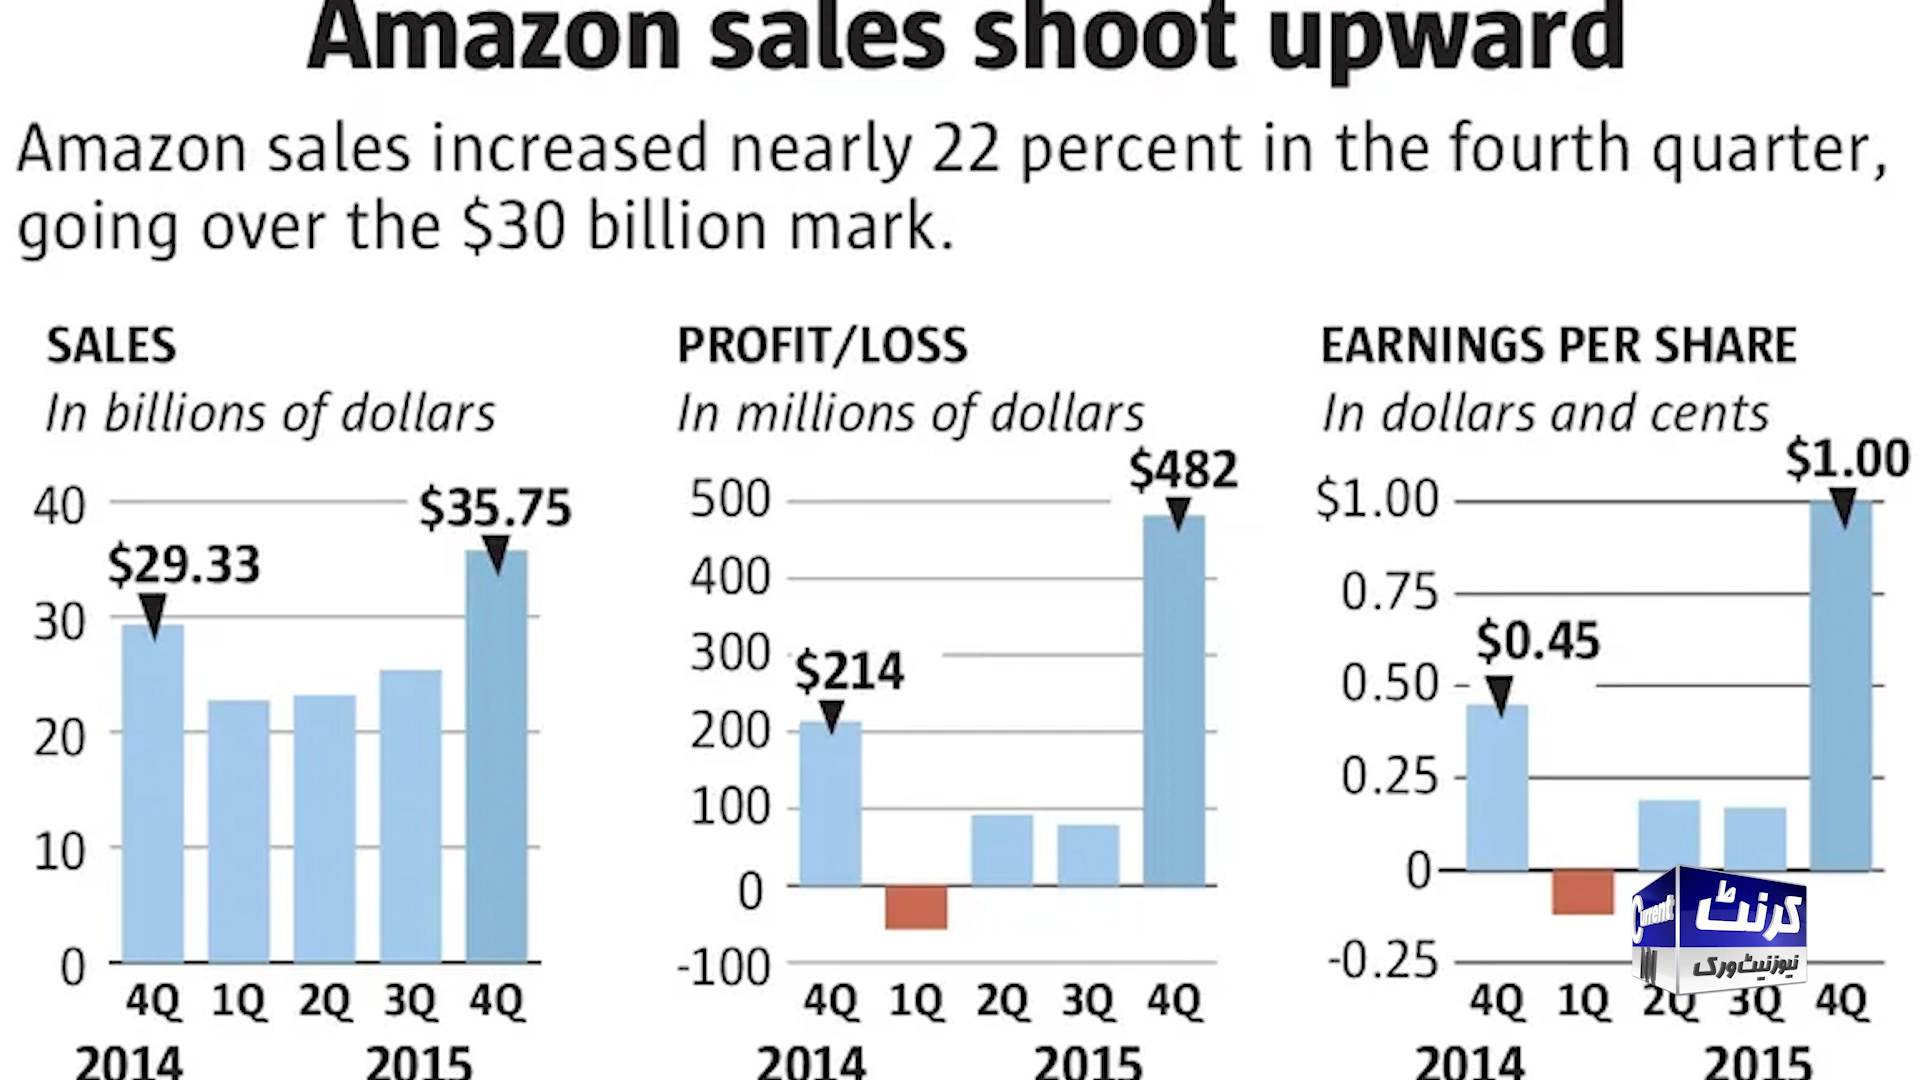 Amazon sales shoot upward
Amazon sales increased nearly 22 percent in the fourth quarter,
going over the $30 billion mark.
SALES
In billions of dollars
40
30
20
10
0
$29.33
$35.75
4Q 1Q 2Q 3Q 4Q
2014 2015
PROFIT/LOSS
In millions of dollars
500
400
300
200
100
0
-100
$214
$482
4Q 1Q 2Q 3Q 4Q
2014 2015
EARNINGS PER SHARE
In dollars and cents
$1.00
0.75
0.50
0.25
0
-0.25
$0.45
$1.00
4Q 1Q 2Q 3Q 4Q
2014 2015
Current
کرنٹ
نیوز نیٹ ورک